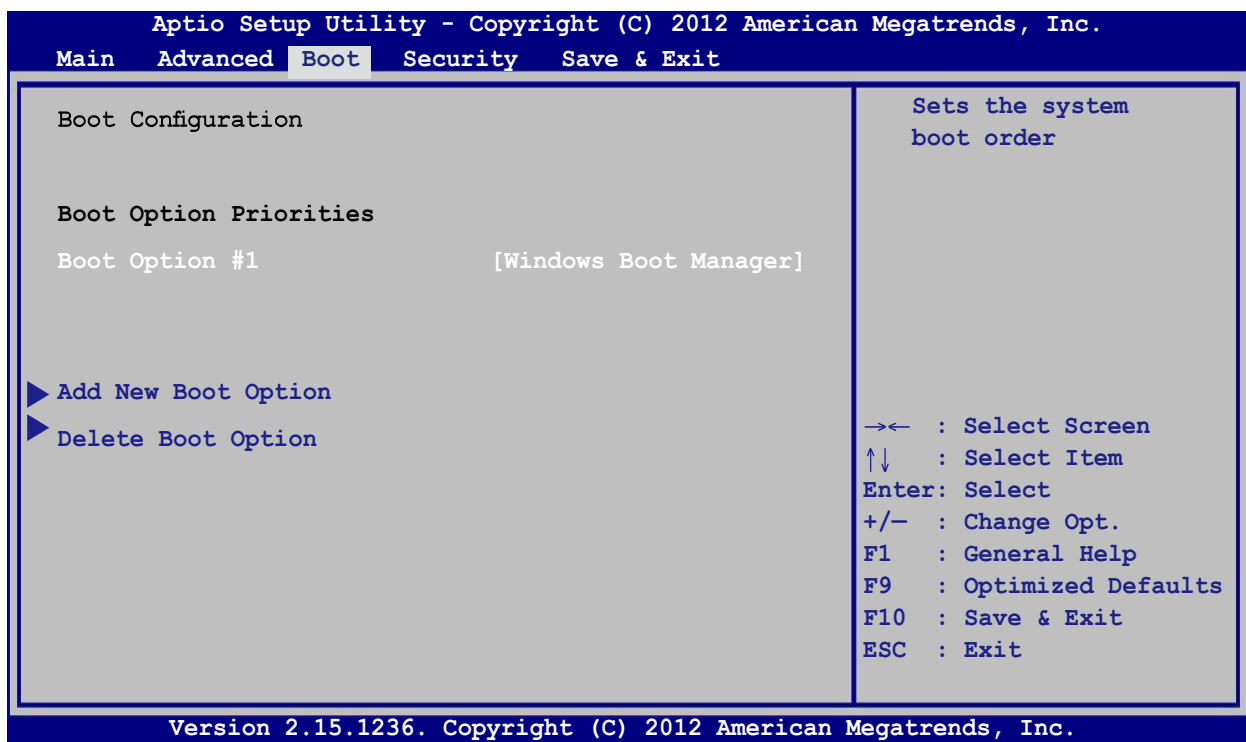 Aptio Setup Utility - Copyright (C) 2012 American Megatrends, Inc.
Main Advanced Boot Security Save & Exit
Boot Configuration
Boot Option Priorities
Boot Option #1 [Windows Boot Manager]
Add New Boot Option
Delete Boot Option
Sets the system
boot order
→← : Select Screen
↑↓ : Select Item
Enter: Select
+/— : Change Opt.
F1 : General Help
F9 : Optimized Defaults
F10 : Save & Exit
ESC : Exit
Version 2.15.1236. Copyright (C) 2012 American Megatrends, Inc.